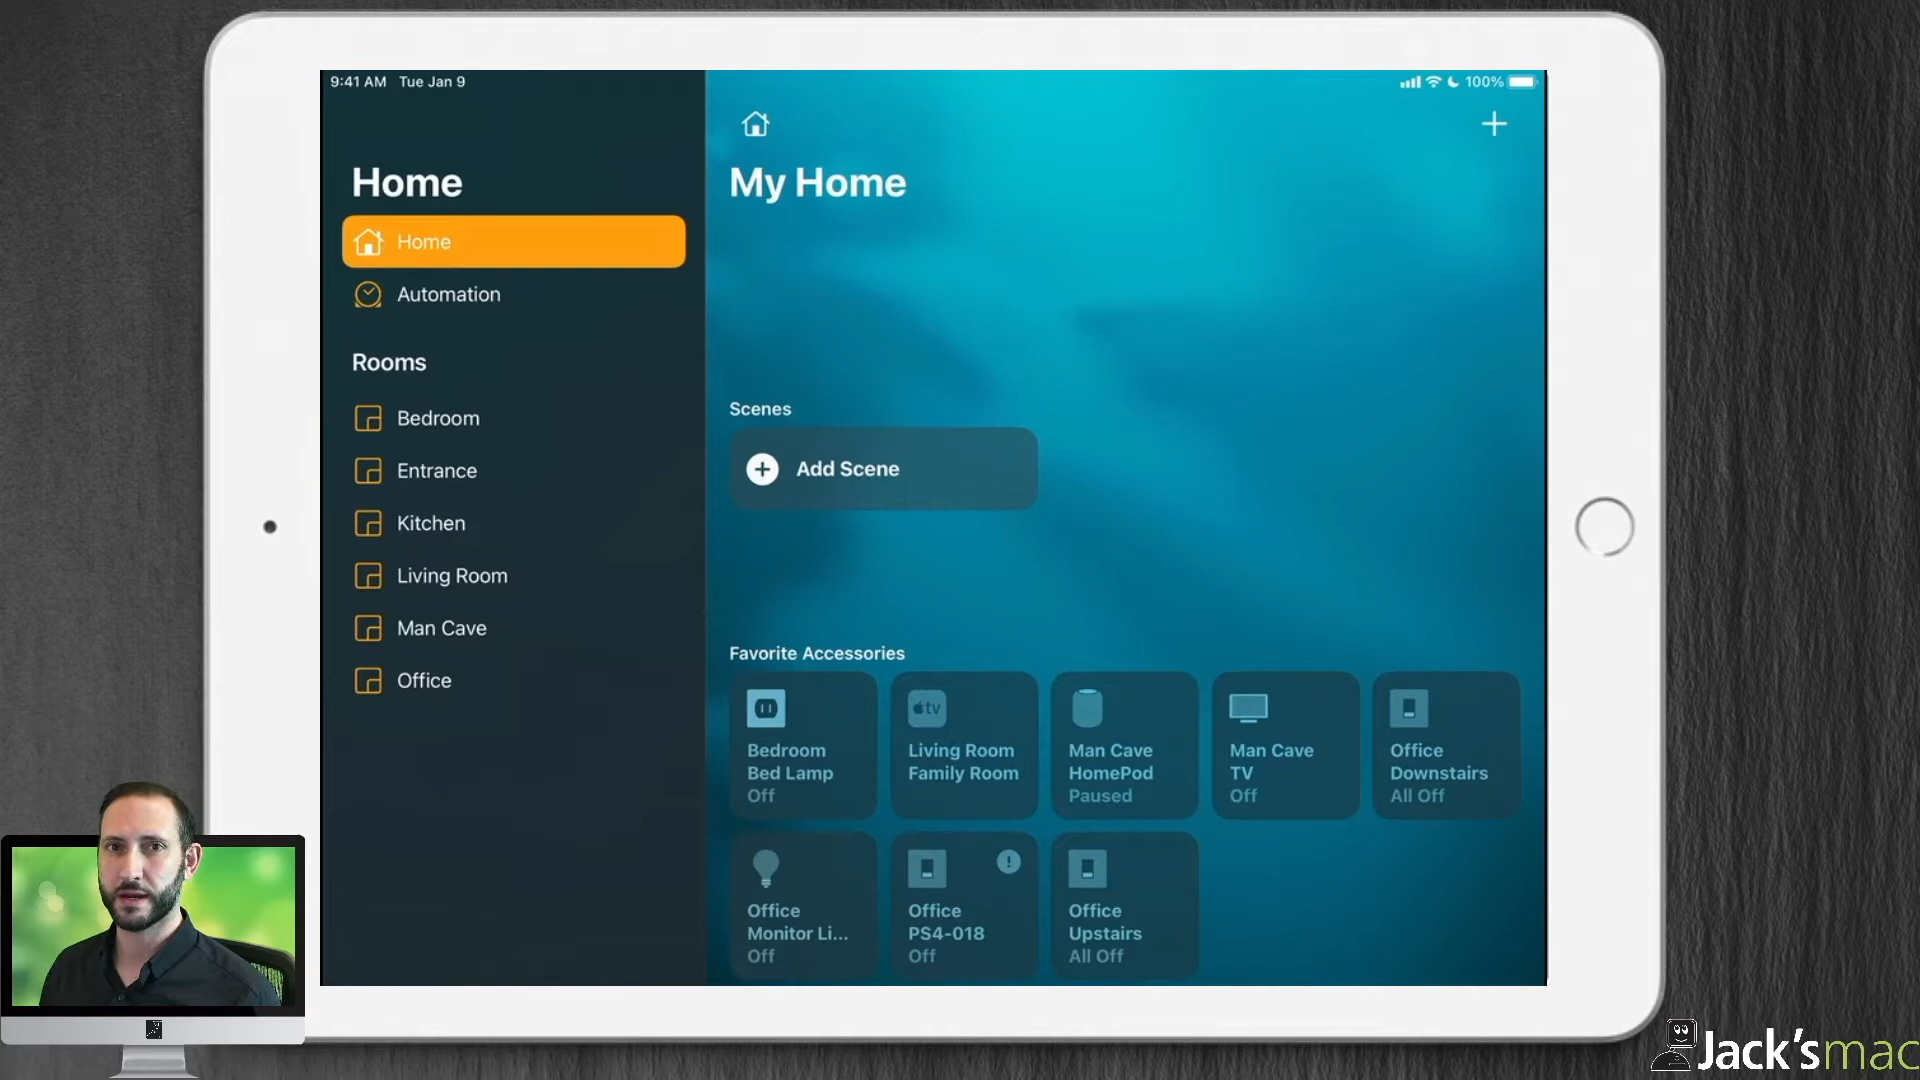 9:41 AM Tue Jan 9
100%
Home
Home
Automation
Rooms
Bedroom
Entrance
Kitchen
Living Room
Man Cave
Office
My Home
Scenes
Add Scene
Favorite Accessories
Bedroom
Bed Lamp
Off
tv
Living Room
Family Room
Man Cave
HomePod
Paused
Man Cave
TV
Off
Office
Downstairs
All Off
Office
Monitor Li...
Off
Office
PS4-018
Off
Office
Upstairs
All Off
Jack'smac